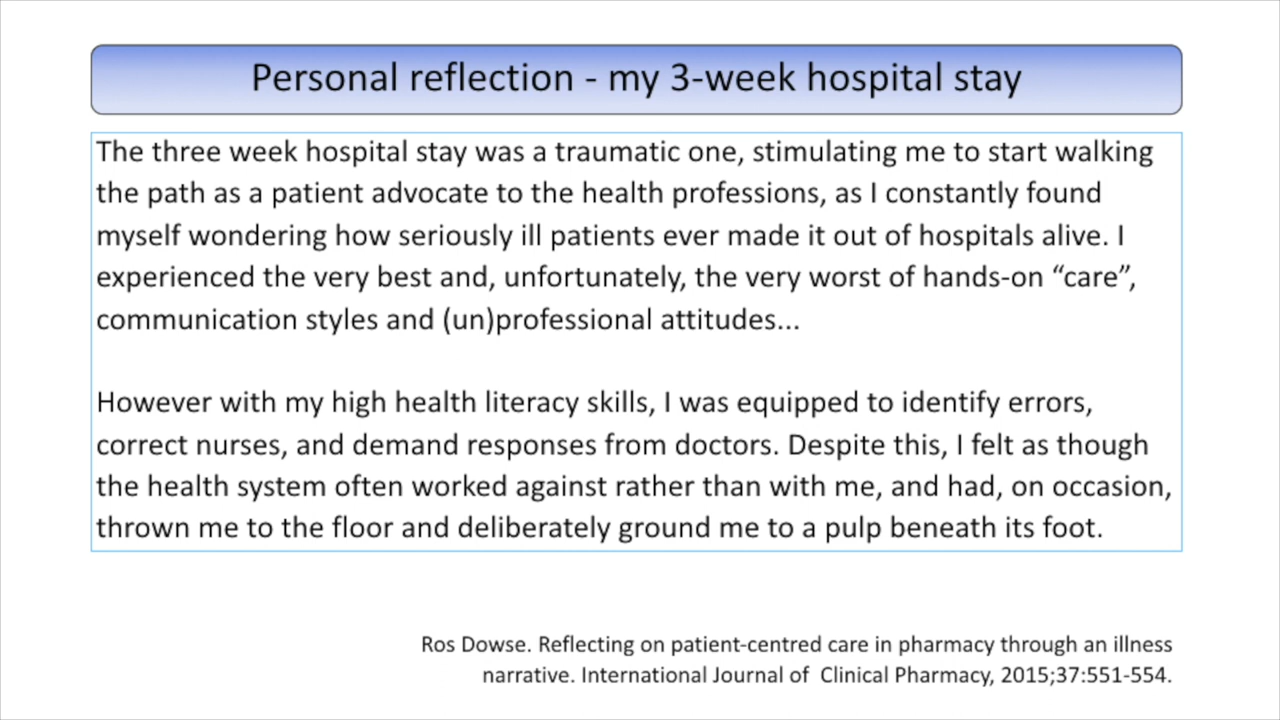 Personal reflection - my 3-week hospital stay
The three week hospital stay was a traumatic one, stimulating me to start walking
the path as a patient advocate to the health professions, as I constantly found
myself wondering how seriously ill patients ever made it out of hospitals alive. I
experienced the very best and, unfortunately, the very worst of hands-on “care”,
communication styles and (un)professional attitudes...
However with my high health literacy skills, I was equipped to identify errors,
correct nurses, and demand responses from doctors. Despite this, I felt as though
the health system often worked against rather than with me, and had, on occasion,
thrown me to the floor and deliberately ground me to a pulp beneath its foot.
Ros Dowse. Reflecting on patient-centred care in pharmacy through an illness
narrative. International Journal of Clinical Pharmacy, 2015;37:551-554.